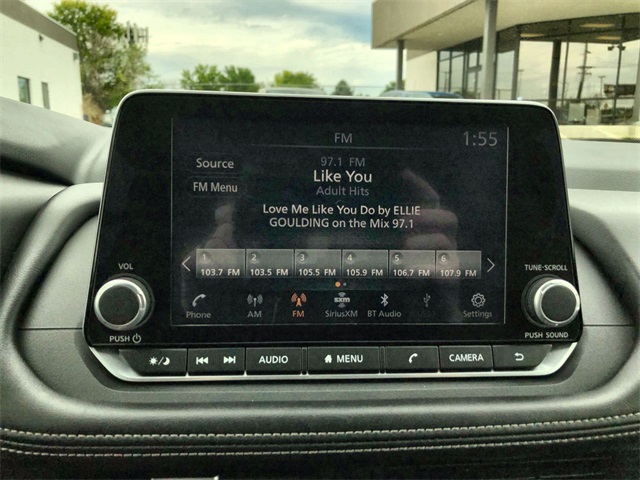 FM
1:55
Source
FM Menu
97.1 FM
Like You
Adult Hits
Love Me Like You Do by ELLIE
GOULDING on the Mix 97.1
1 2 3 4 5 6
103.7 FM 103.5 FM 105.5 FM 105.9 FM 106.7 FM 107.9 FM
Phone AM FM SiriusXM BT Audio Settings
sxm
VOL
PUSH
TUNE·SCROLL
PUSH SOUND
AUDIO MENU CAMERA